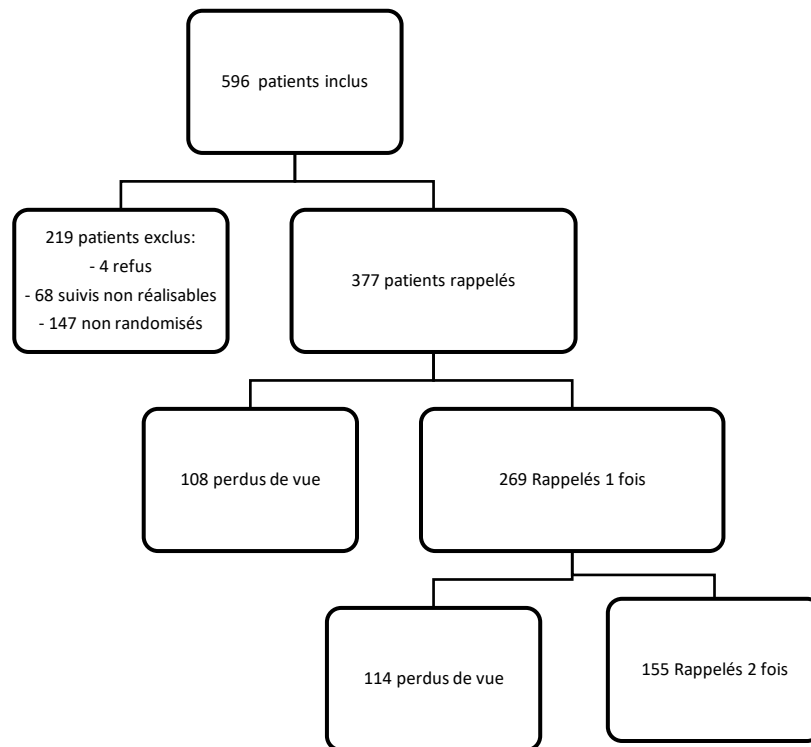 596 patients inclus
219 patients exclus:
- 4 refus
- 68 suivis non réalisables
- 147 non randomisés
377 patients rappelés
108 perdus de vue
269 Rappelés 1 fois
114 perdus de vue
155 Rappelés 2 fois